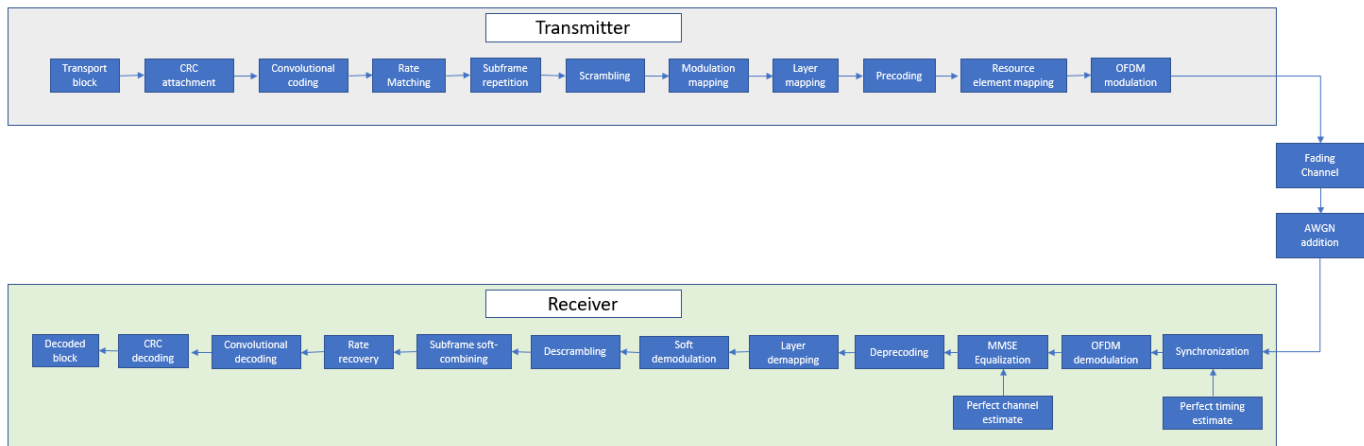 Transmitter
Transport
block
CRC
attachment
Convolutional
coding
Rate
Matching
Subframe
repetition
Scrambling
Modulation
mapping
Layer
mapping
Precoding
Resource
element mapping
OFDM
modulation
Fading
Channel
AWGN
addition
Receiver
Decoded
block
CRC
decoding
Convolutional
decoding
Rate
recovery
Subframe soft-
combining
Descrambling
Soft
demodulation
Layer
demapping
Deprecoding
MMSE
Equalization
OFDM
demodulation
Synchronization
Perfect channel
estimate
Perfect timing
estimate